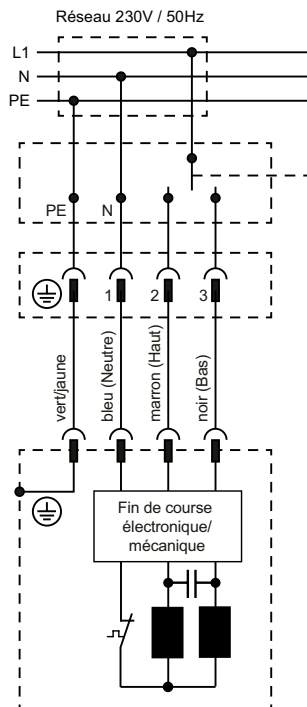 Réseau 230V / 50Hz
L1
N
PE
PE N
1 2 3
vert/jaune
bleu (Neutre)
marron (Haut)
noir (Bas)
Fin de course
électronique/
mécanique